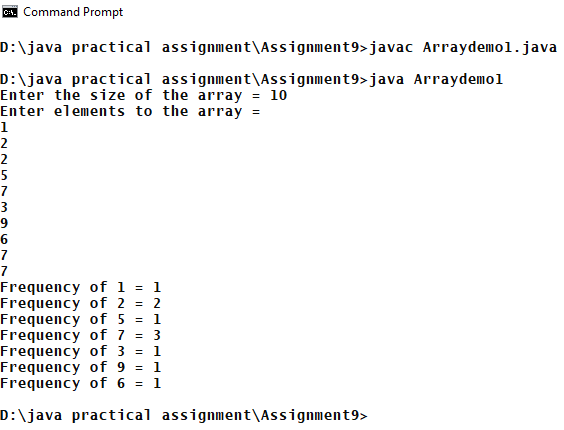 Command Prompt
D:\java practical assignment\Assignment9>javac Arraydemo1.java
D:\java practical assignment\Assignment9>java Arraydemo1
Enter the size of the array = 10
Enter elements to the array =
1
2
2
5
7
3
9
6
7
7
Frequency of 1 = 1
Frequency of 2 = 2
Frequency of 5 = 1
Frequency of 7 = 3
Frequency of 3 = 1
Frequency of 9 = 1
Frequency of 6 = 1
D:\java practical assignment\Assignment9>